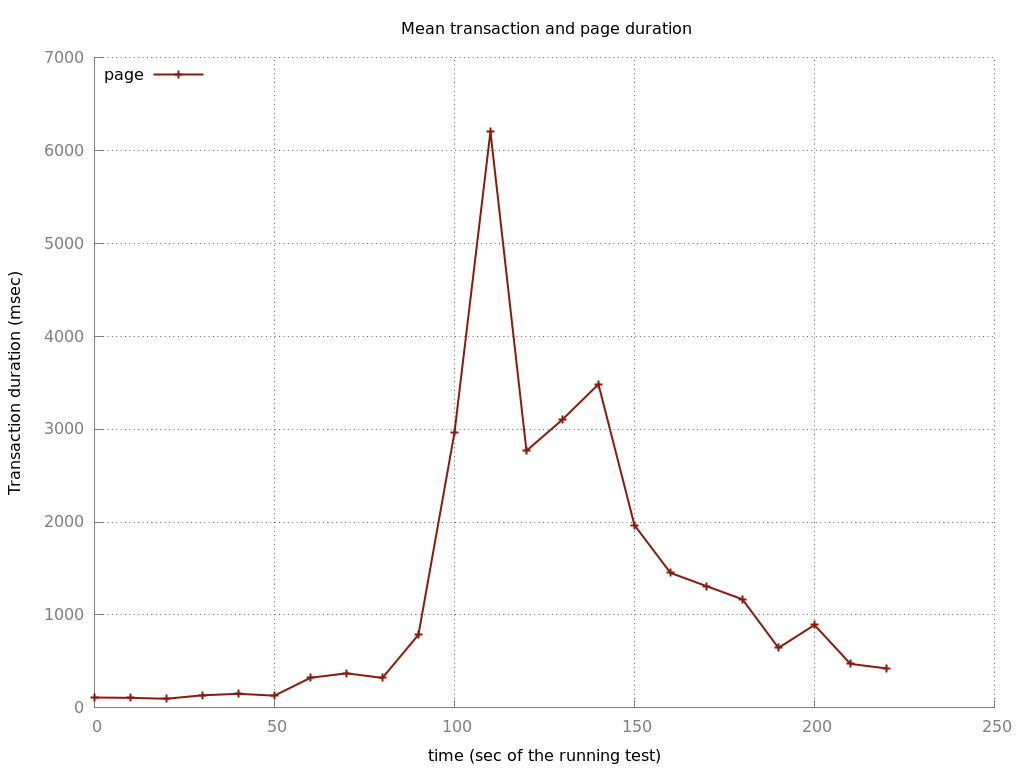 Mean transaction and page duration
7000
page
6000
5000
4000
3000
2000
1000
0
Transaction duration (msec)
0 50 100 150 200 250
time (sec of the running test)